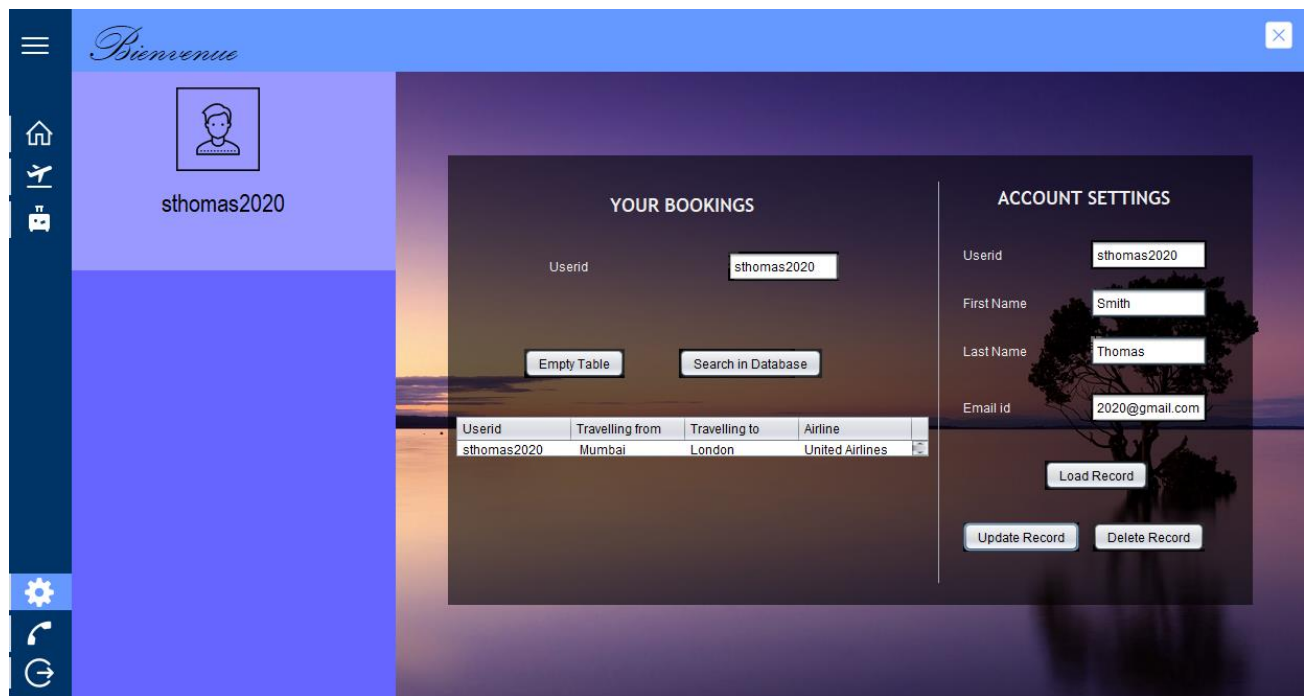 Bienvenue
sthomas2020
YOUR BOOKINGS
Userid sthomas2020
Empty Table Search in Database
Userid Travelling from Travelling to Airline
sthomas2020 Mumbai London United Airlines
ACCOUNT SETTINGS
Userid sthomas2020
First Name Smith
Last Name Thomas
Email id 2020@gmail.com
Load Record
Update Record Delete Record